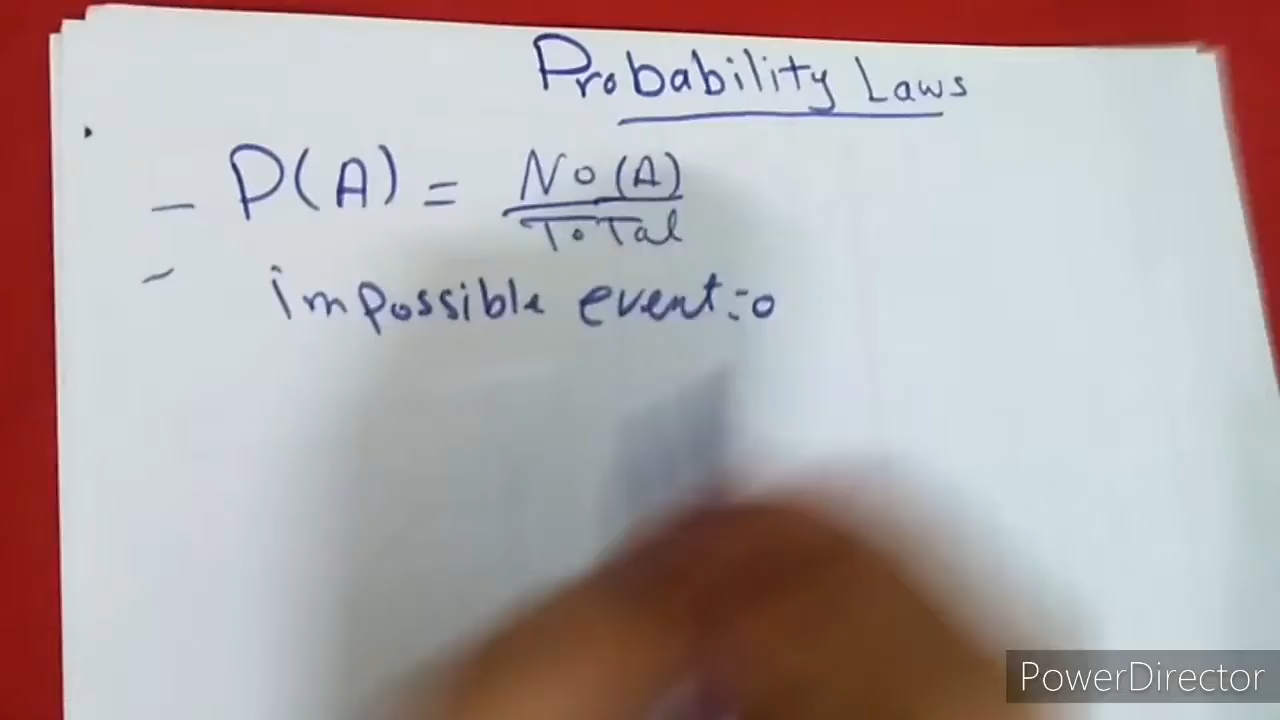 Probability Laws
- P(A) = No(A) / Total
- impossible event = 0
PowerDirector